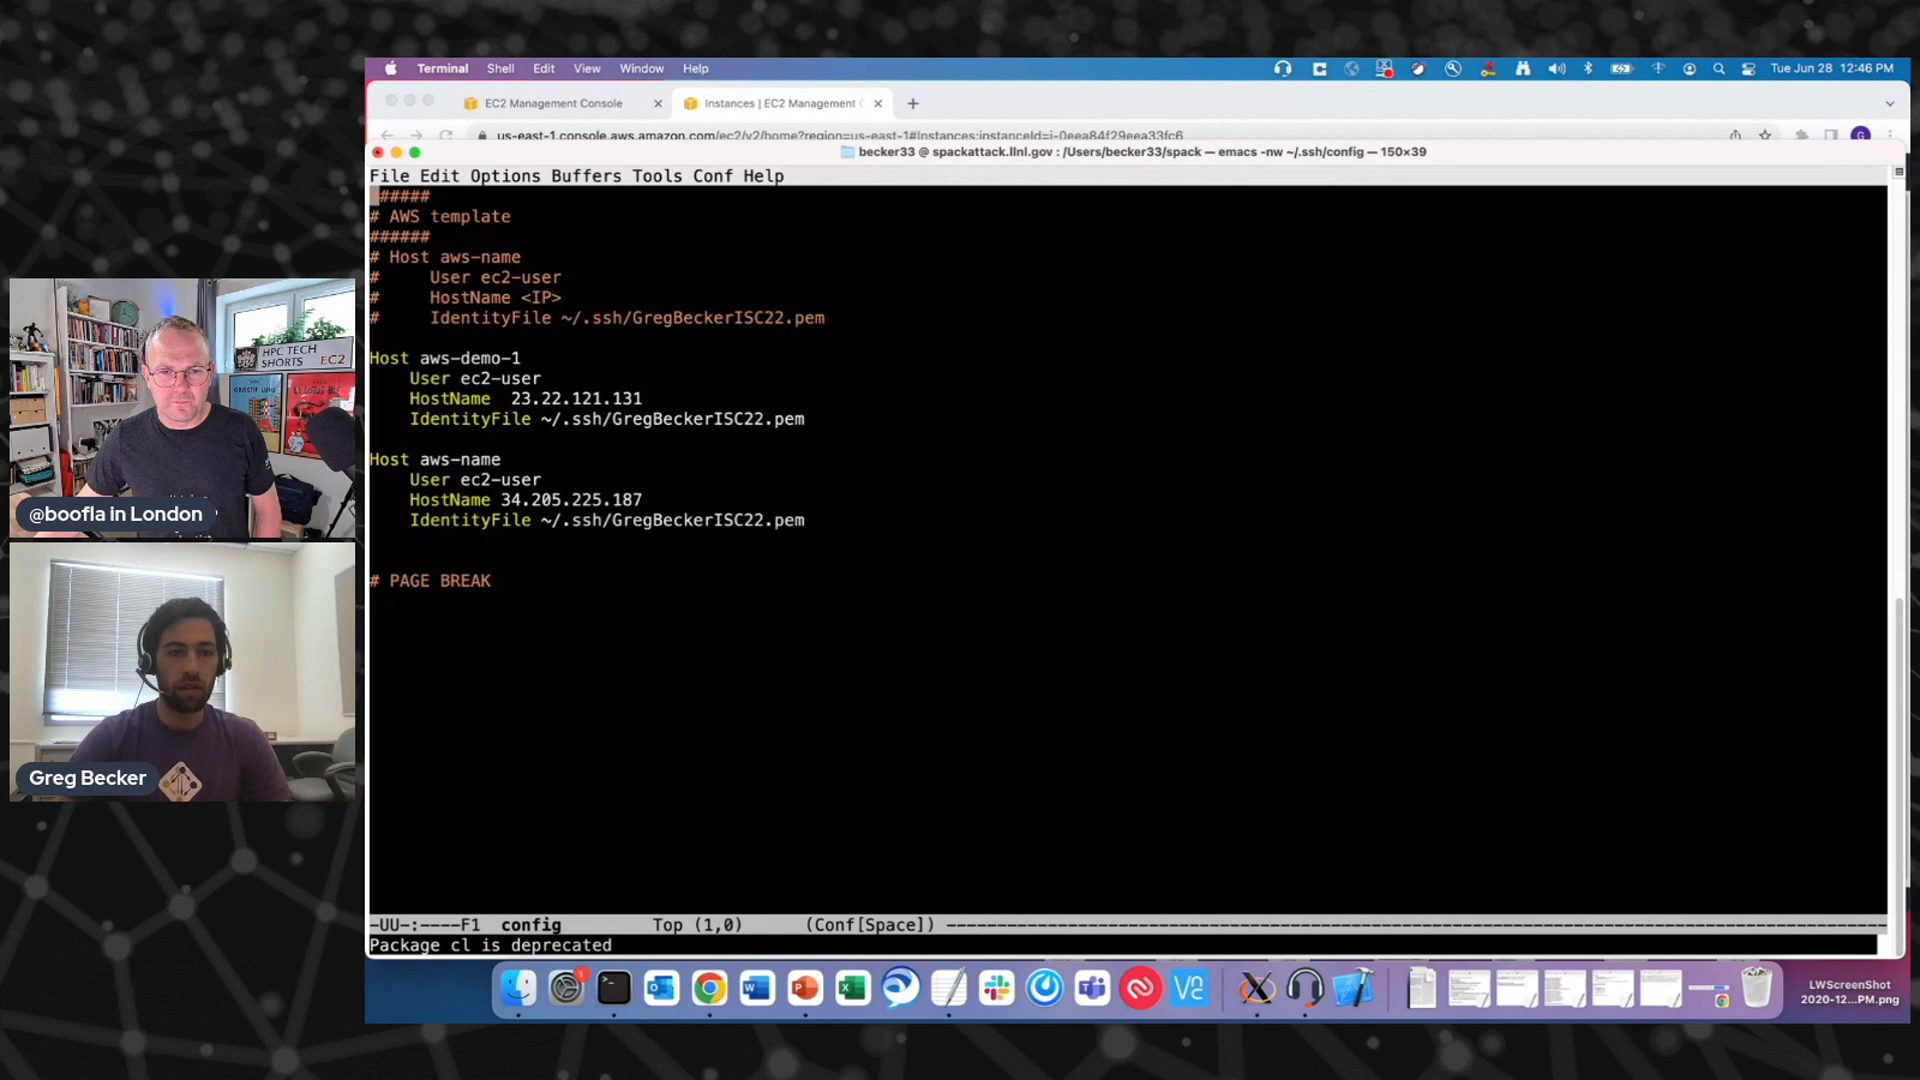 Terminal Shell Edit View Window Help
Tue Jun 28 12:46 PM
EC2 Management Console
Instances | EC2 Management C
us-east-1.console.aws.amazon.com/ec2/v2/home?region=us-east-1#Instances:instanceId=i-0eea84f29eea33fc6
becker33 @ spackattack.llnl.gov : /Users/becker33/spack — emacs -nw ~/.ssh/config — 150×39
File Edit Options Buffers Tools Conf Help
######
# AWS template
######
# Host aws-name
#     User ec2-user
#     HostName <IP>
#     IdentityFile ~/.ssh/GregBeckerISC22.pem
Host aws-demo-1
    User ec2-user
    HostName  23.22.121.131
    IdentityFile ~/.ssh/GregBeckerISC22.pem
Host aws-name
    User ec2-user
    HostName 34.205.225.187
    IdentityFile ~/.ssh/GregBeckerISC22.pem
# PAGE BREAK
-UU-:----F1  config         Top (1,0)      (Conf[Space])
Package cl is deprecated
HPC TECH
SHORTS EC2
@boofla in London
Greg Becker
LWScreenShot
2020-12...PM.png